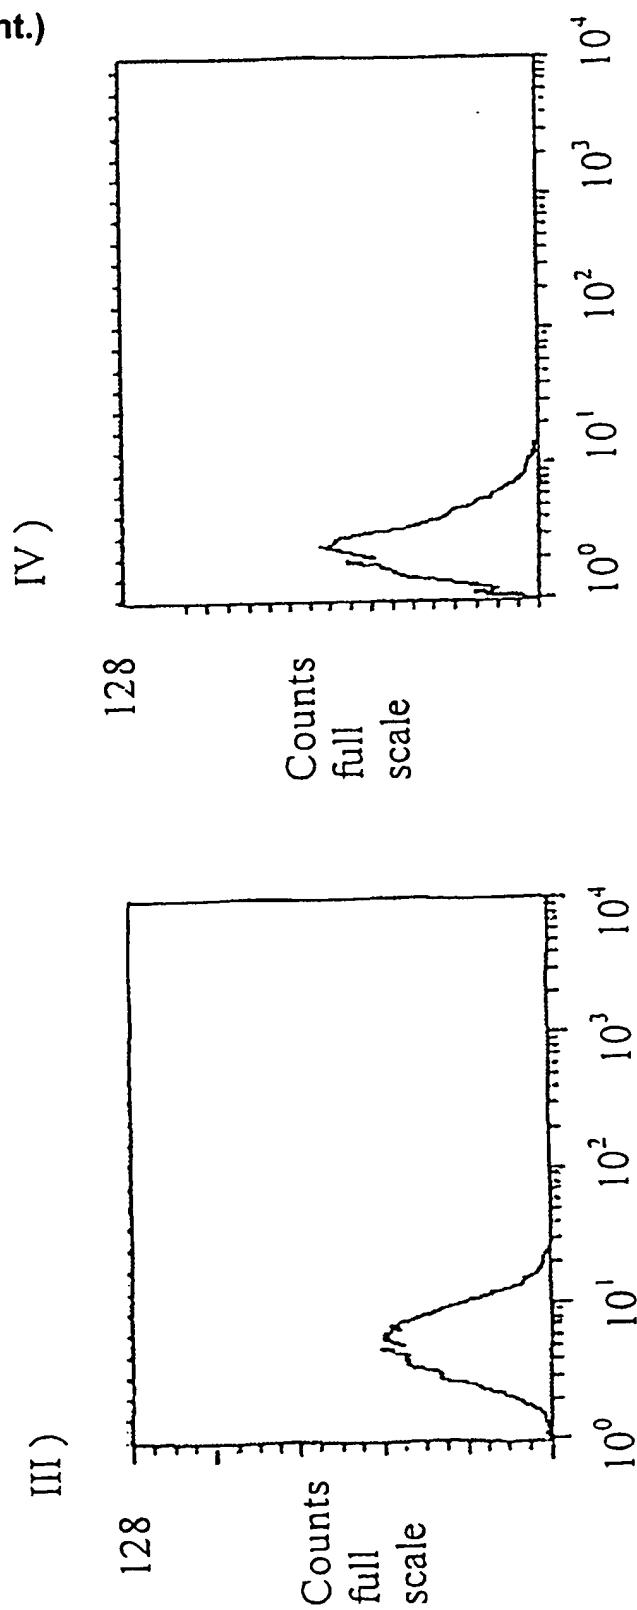 nt.)
III )
128
Counts
full
scale
10⁰ 10¹ 10² 10³ 10⁴
IV )
128
Counts
full
scale
10⁰ 10¹ 10² 10³ 10⁴